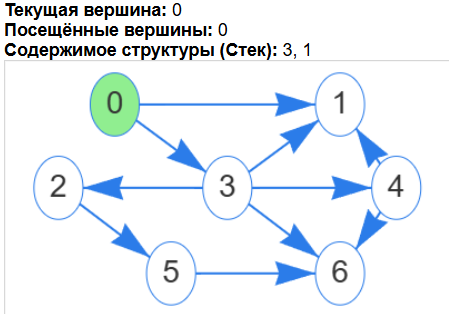 Текущая вершина: 0
Посещённые вершины: 0
Содержимое структуры (Стек): 3, 1
0 1
2 3 4
5 6